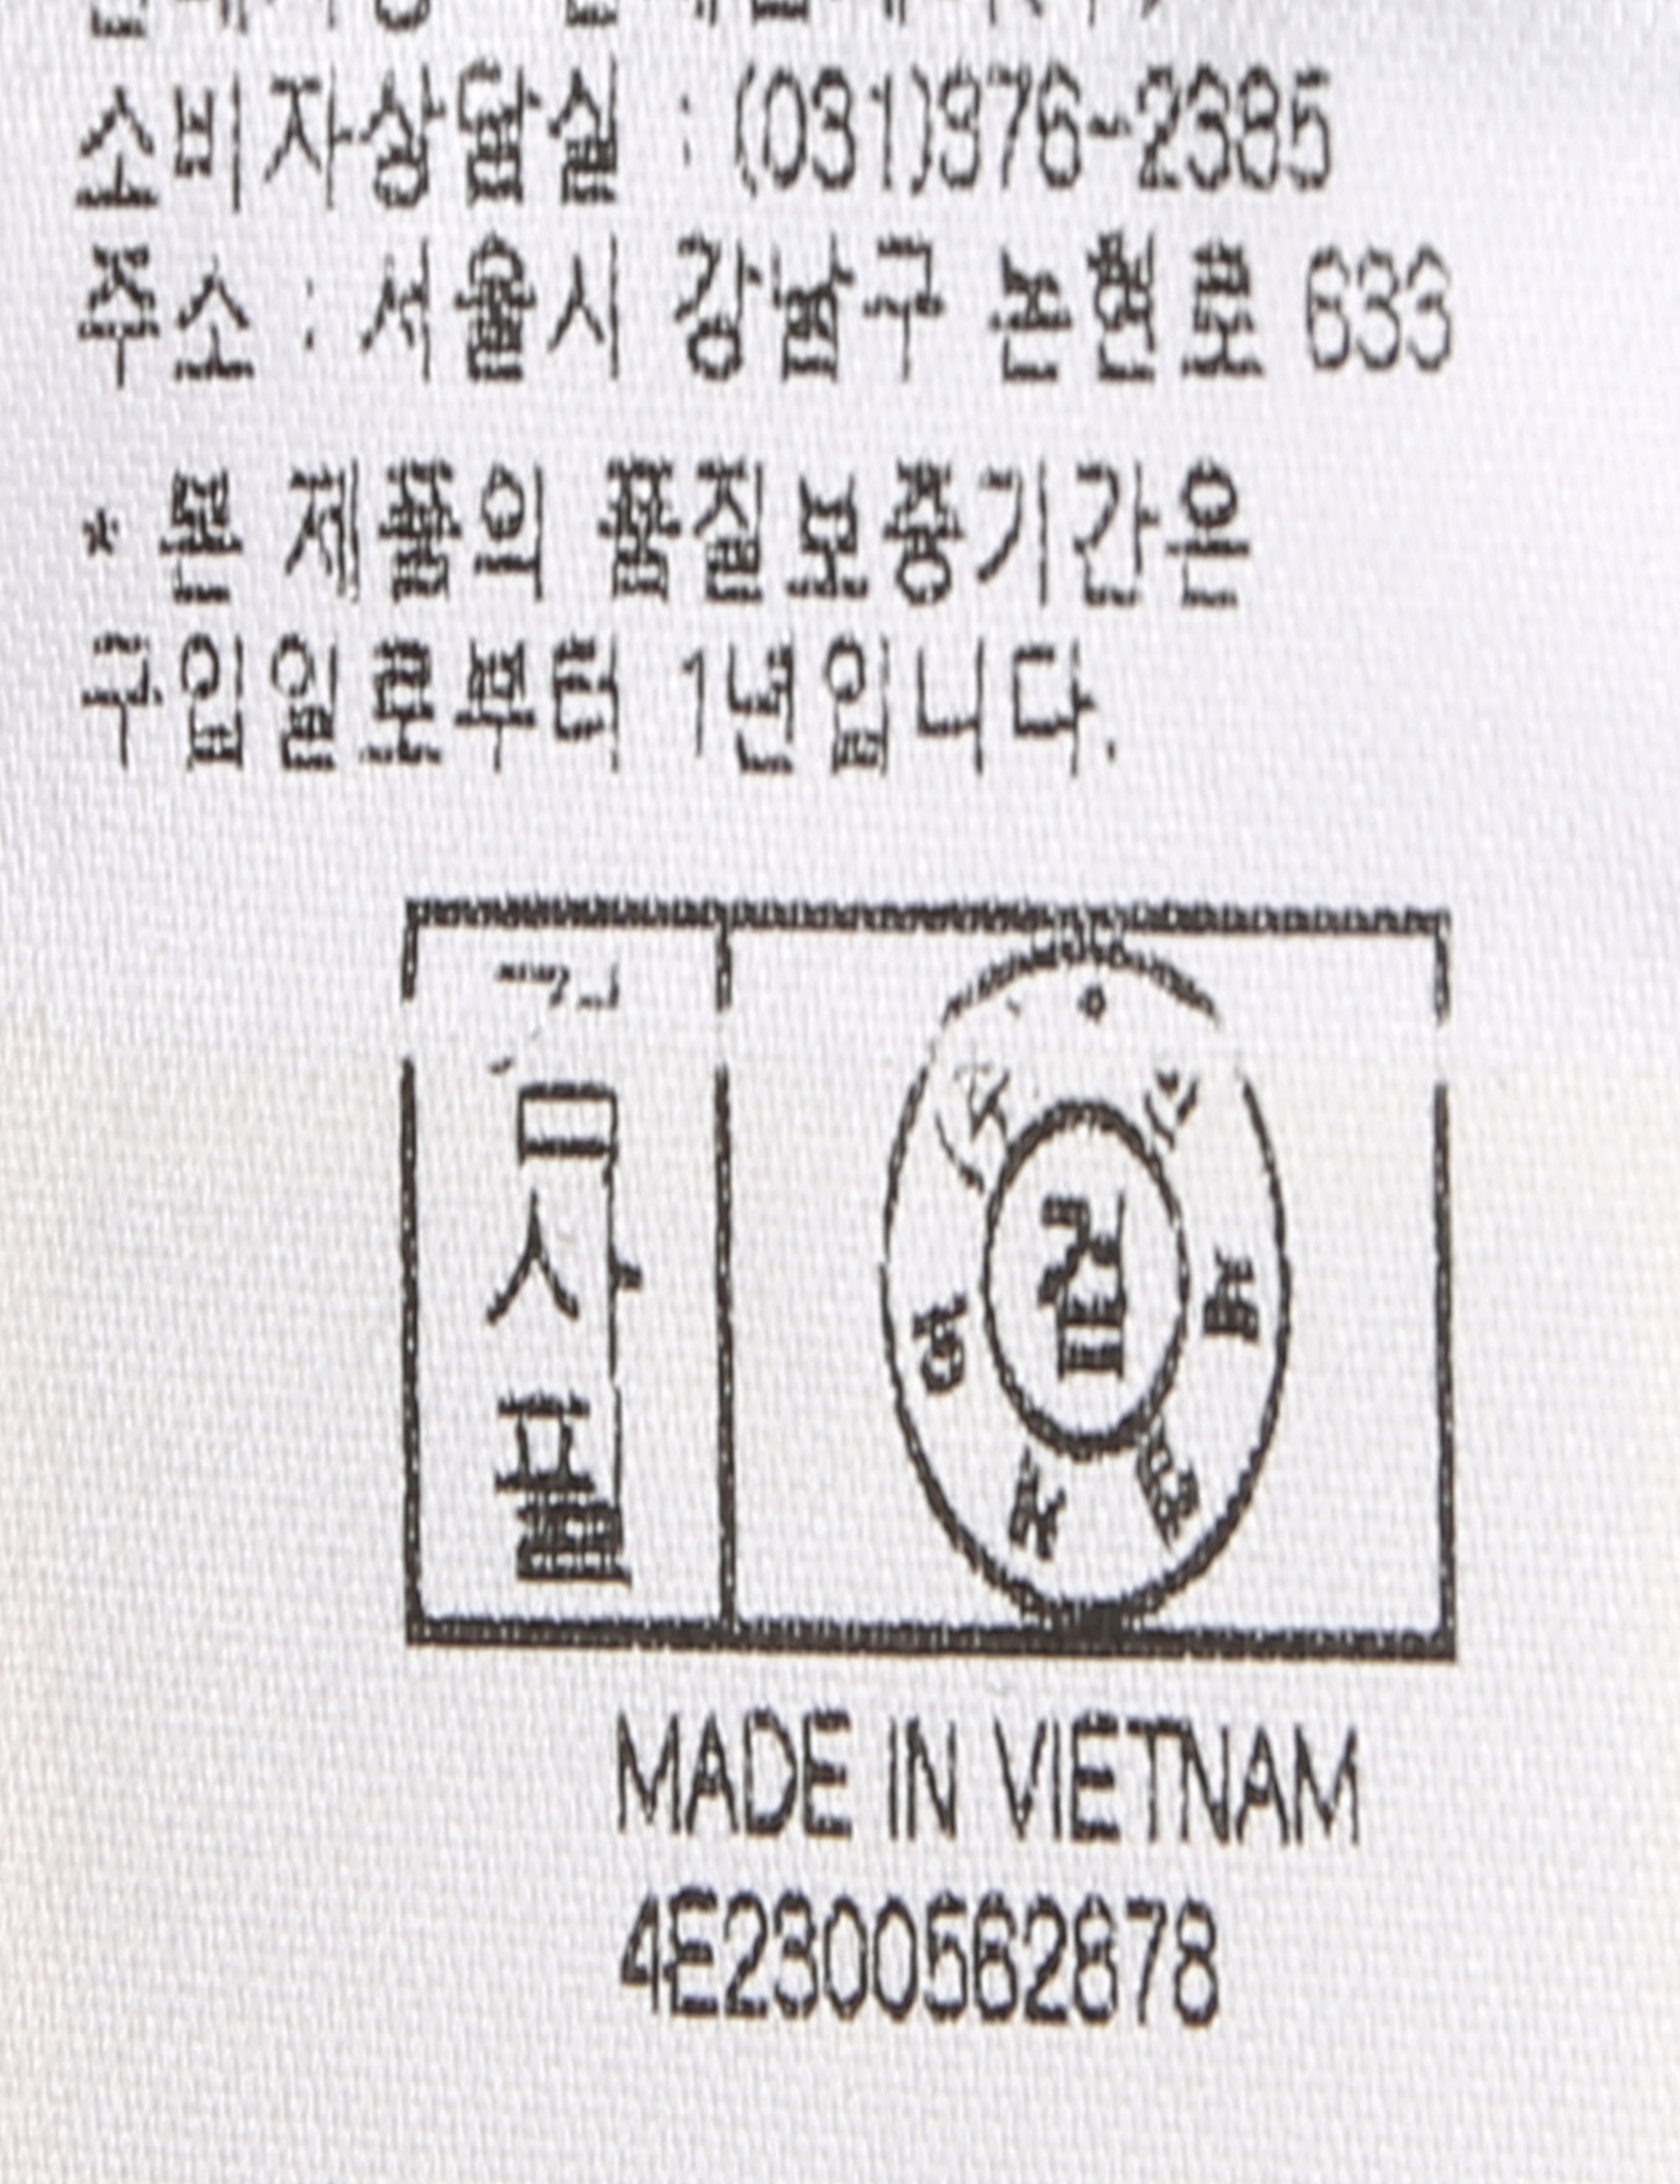 소비자상담실 : (031)976-2385
주소 : 서울시 강남구 논현로 633
* 본 제품의 품질보증기간은
구입일로부터 1년입니다.
검사필
검
MADE IN VIETNAM
4E2300562878